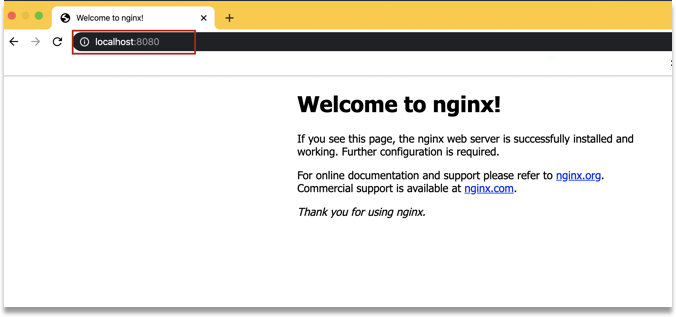 Welcome to nginx!
localhost:8080
Welcome to nginx!
If you see this page, the nginx web server is successfully installed and
working. Further configuration is required.
For online documentation and support please refer to nginx.org.
Commercial support is available at nginx.com.
Thank you for using nginx.